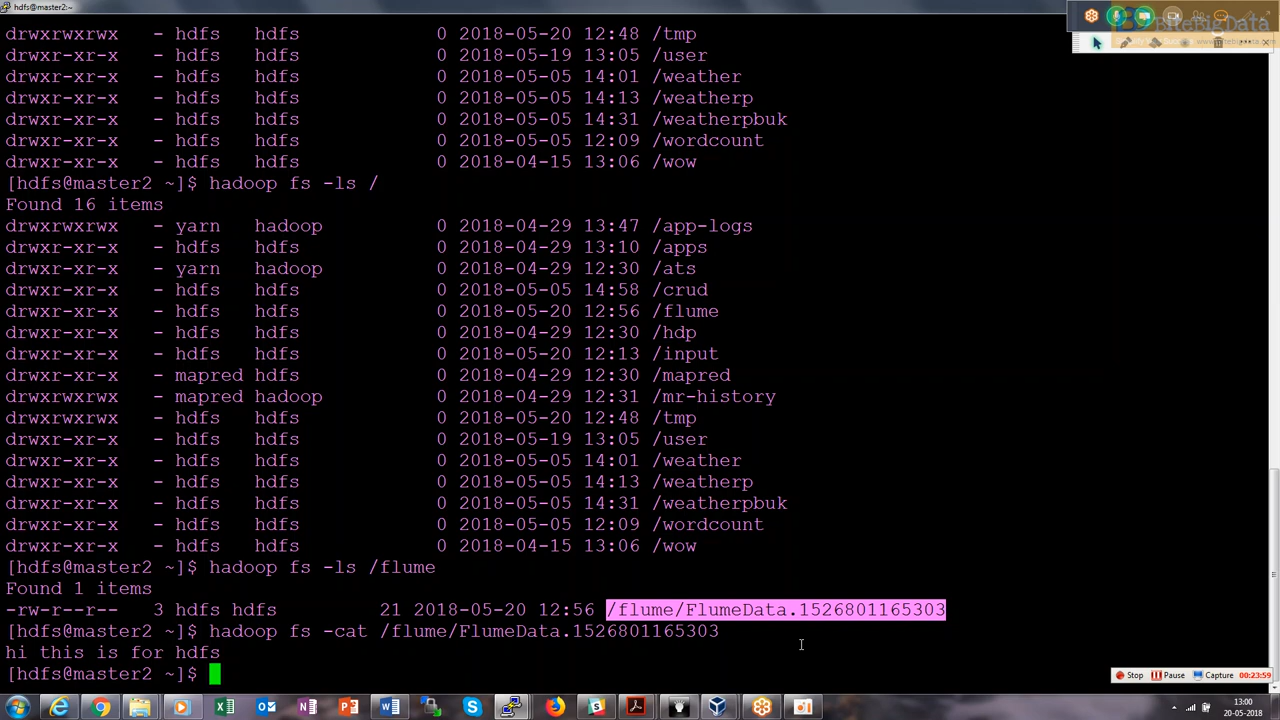 hdfs@master2:~
drwxrwxrwx - hdfs hdfs 0 2018-05-20 12:48 /tmp
drwxr-xr-x - hdfs hdfs 0 2018-05-19 13:05 /user
drwxr-xr-x - hdfs hdfs 0 2018-05-05 14:01 /weather
drwxr-xr-x - hdfs hdfs 0 2018-05-05 14:13 /weatherp
drwxr-xr-x - hdfs hdfs 0 2018-05-05 14:31 /weatherpbuk
drwxr-xr-x - hdfs hdfs 0 2018-05-05 12:09 /wordcount
drwxr-xr-x - hdfs hdfs 0 2018-04-15 13:06 /wow
[hdfs@master2 ~]$ hadoop fs -ls /
Found 16 items
drwxrwxrwx - yarn hadoop 0 2018-04-29 13:47 /app-logs
drwxr-xr-x - hdfs hdfs 0 2018-04-29 13:10 /apps
drwxr-xr-x - yarn hadoop 0 2018-04-29 12:30 /ats
drwxr-xr-x - hdfs hdfs 0 2018-05-05 14:58 /crud
drwxr-xr-x - hdfs hdfs 0 2018-05-20 12:56 /flume
drwxr-xr-x - hdfs hdfs 0 2018-04-29 12:30 /hdp
drwxr-xr-x - hdfs hdfs 0 2018-05-20 12:13 /input
drwxr-xr-x - mapred hdfs 0 2018-04-29 12:30 /mapred
drwxrwxrwx - mapred hadoop 0 2018-04-29 12:31 /mr-history
drwxrwxrwx - hdfs hdfs 0 2018-05-20 12:48 /tmp
drwxr-xr-x - hdfs hdfs 0 2018-05-19 13:05 /user
drwxr-xr-x - hdfs hdfs 0 2018-05-05 14:01 /weather
drwxr-xr-x - hdfs hdfs 0 2018-05-05 14:13 /weatherp
drwxr-xr-x - hdfs hdfs 0 2018-05-05 14:31 /weatherpbuk
drwxr-xr-x - hdfs hdfs 0 2018-05-05 12:09 /wordcount
drwxr-xr-x - hdfs hdfs 0 2018-04-15 13:06 /wow
[hdfs@master2 ~]$ hadoop fs -ls /flume
Found 1 items
-rw-r--r-- 3 hdfs hdfs 21 2018-05-20 12:56 /flume/FlumeData.1526801165303
[hdfs@master2 ~]$ hadoop fs -cat /flume/FlumeData.1526801165303
hi this is for hdfs
[hdfs@master2 ~]$
Stop Pause Capture 00:23:59
13:00
20-05-2018